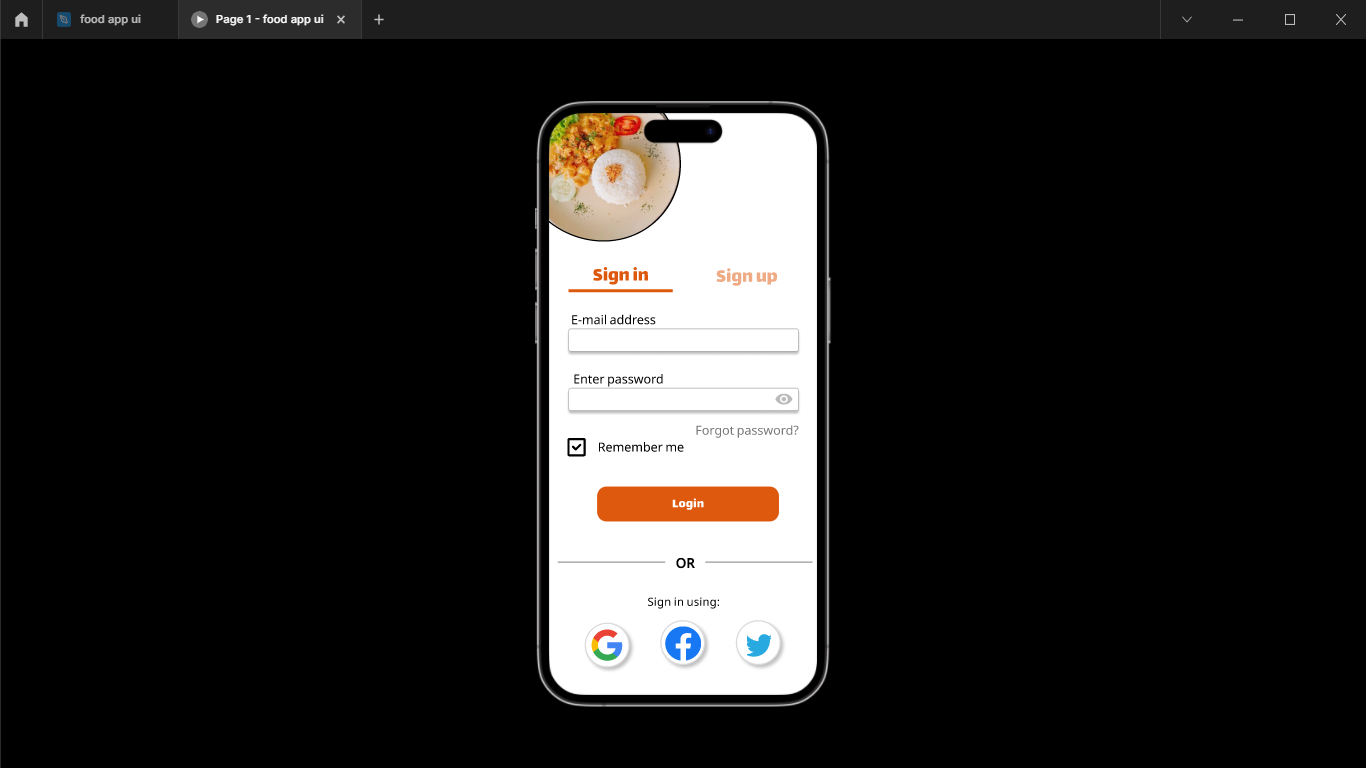 food app ui
Page 1 - food app ui
Sign in
Sign up
E-mail address
Enter password
Forgot password?
Remember me
Login
OR
Sign in using: